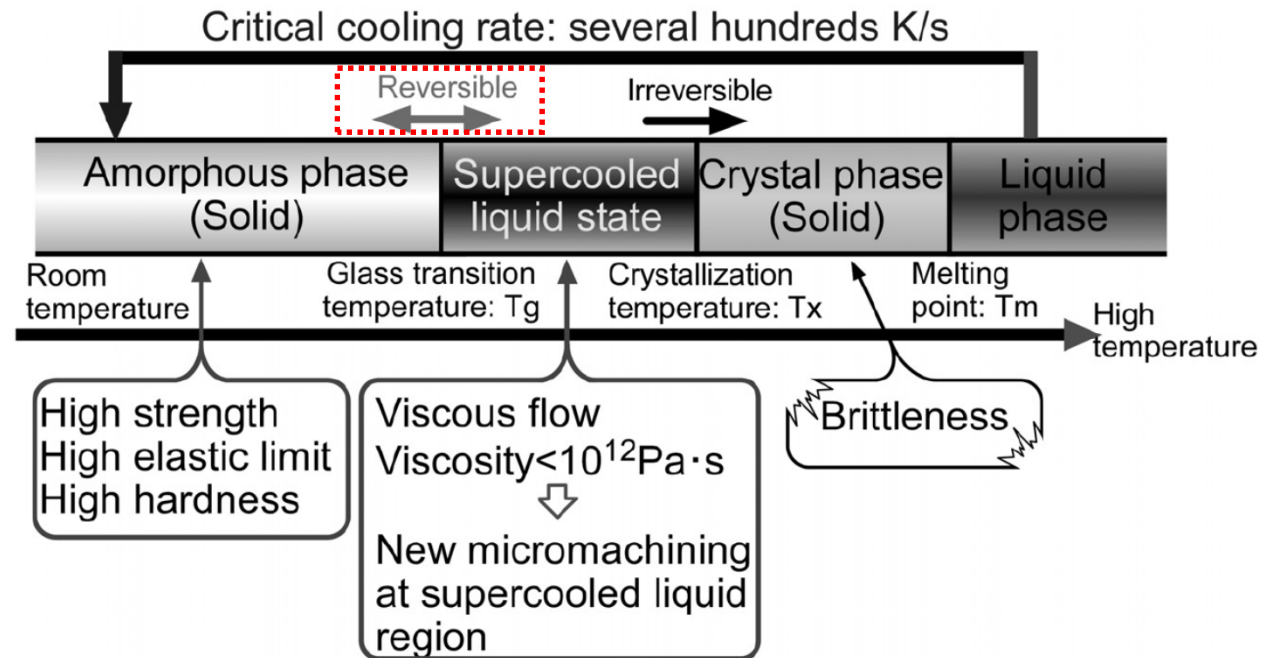 Critical cooling rate: several hundreds K/s
Reversible
Irreversible
Amorphous phase
(Solid)
Supercooled
liquid state
Crystal phase
(Solid)
Liquid
phase
Room
temperature
Glass transition
temperature: Tg
Crystallization
temperature: Tx
Melting
point: Tm
High
temperature
High strength
High elastic limit
High hardness
Viscous flow
Viscosity<10¹²Pa·s
New micromachining
at supercooled liquid
region
Brittleness